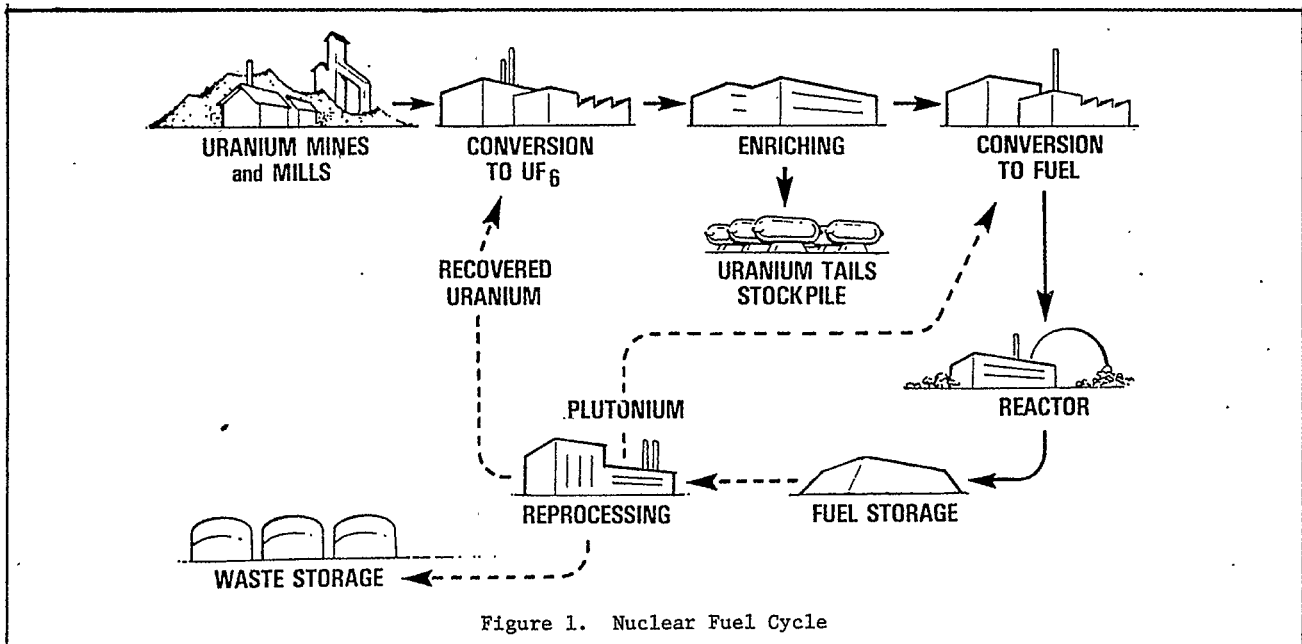 URANIUM MINES
and MILLS
CONVERSION
TO UF6
ENRICHING
CONVERSION
TO FUEL
URANIUM TAILS
STOCKPILE
RECOVERED
URANIUM
REACTOR
PLUTONIUM
REPROCESSING
FUEL STORAGE
WASTE STORAGE
Figure 1. Nuclear Fuel Cycle